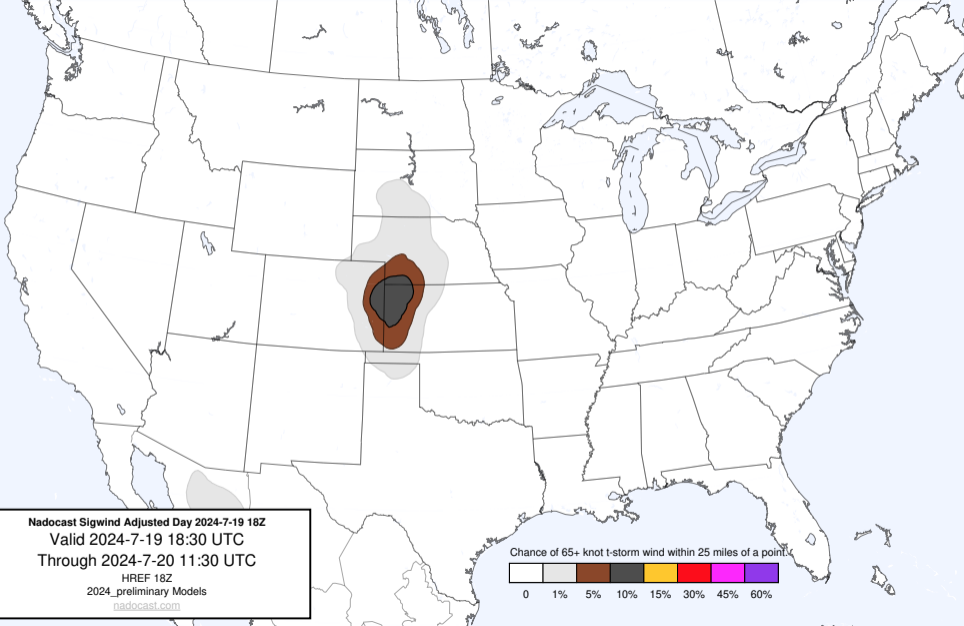 Nadocast Sigwind Adjusted Day 2024-7-19 18Z
Valid 2024-7-19 18:30 UTC
Through 2024-7-20 11:30 UTC
HREF 18Z
2024_preliminary Models
nadocast.com
Chance of 65+ knot t-storm wind within 25 miles of a point.
0 1% 5% 10% 15% 30% 45% 60%